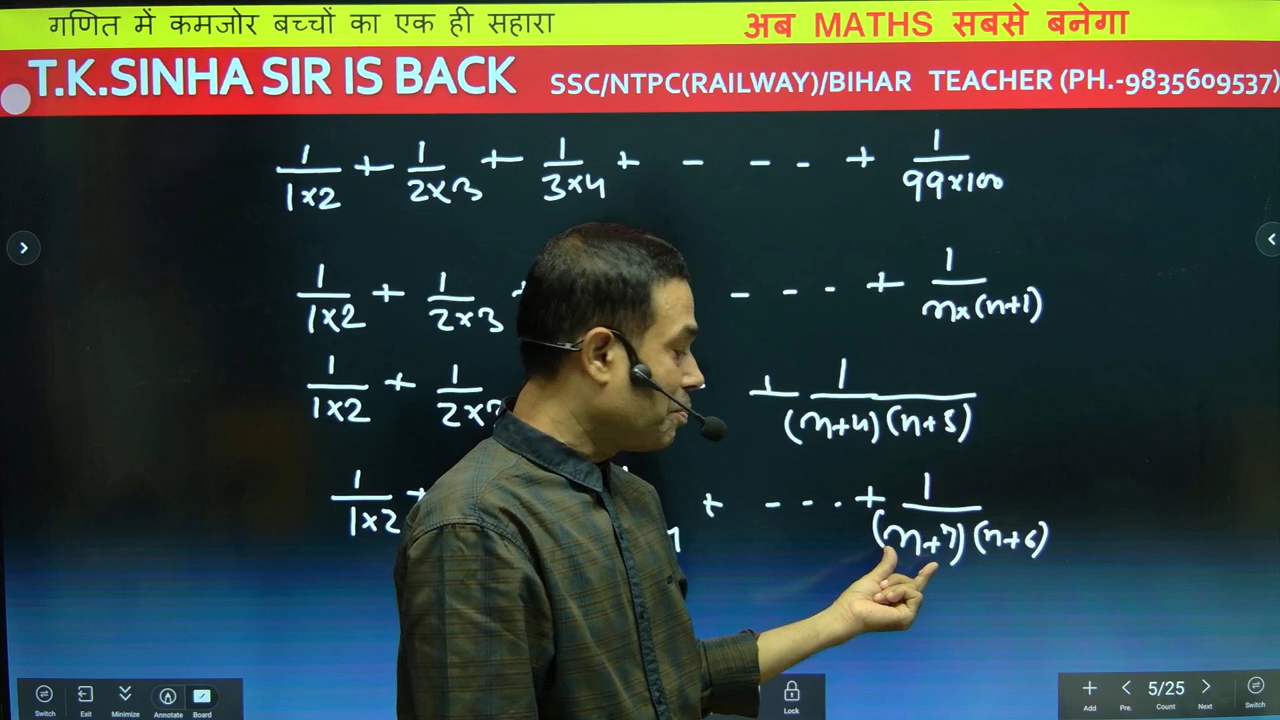 गणित में कमजोर बच्चों का एक ही सहारा अब MATHS सबसे बनेगा
T.K.SINHA SIR IS BACK SSC/NTPC(RAILWAY)/BIHAR TEACHER (PH.-9835609537)
1/1×2 + 1/2×3 + 1/3×4 + - - - + 1/99×100
1/1×2 + 1/2×3 - - - + 1/n×(n+1)
1/1×2 + 1/2×3 + 1/(n+4)(n+5)
1/1×2 + + - - - + 1/(n+7)(n+6)
Switch Exit Minimize Annotate Board Lock Add Pre. 5/25 Count Next Switch